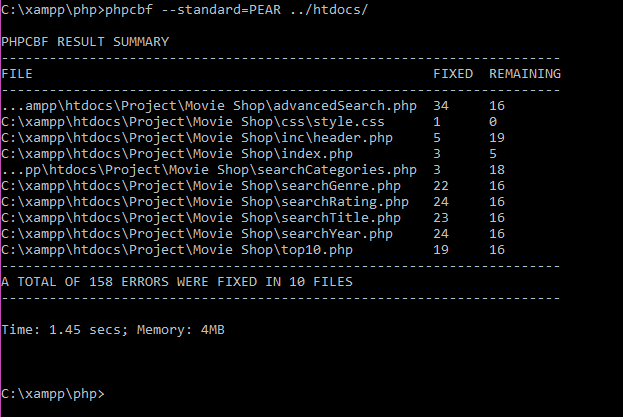 C:\xampp\php>phpcbf --standard=PEAR ../htdocs/
PHPCBF RESULT SUMMARY
----------------------------------------------------------------------
FILE FIXED REMAINING
----------------------------------------------------------------------
...ampp\htdocs\Project\Movie Shop\advancedSearch.php 34 16
C:\xampp\htdocs\Project\Movie Shop\css\style.css 1 0
C:\xampp\htdocs\Project\Movie Shop\inc\header.php 5 19
C:\xampp\htdocs\Project\Movie Shop\index.php 3 5
...pp\htdocs\Project\Movie Shop\searchCategories.php 3 18
C:\xampp\htdocs\Project\Movie Shop\searchGenre.php 22 16
C:\xampp\htdocs\Project\Movie Shop\searchRating.php 24 16
C:\xampp\htdocs\Project\Movie Shop\searchTitle.php 23 16
C:\xampp\htdocs\Project\Movie Shop\searchYear.php 24 16
C:\xampp\htdocs\Project\Movie Shop\top10.php 19 16
----------------------------------------------------------------------
A TOTAL OF 158 ERRORS WERE FIXED IN 10 FILES
----------------------------------------------------------------------
Time: 1.45 secs; Memory: 4MB
C:\xampp\php>